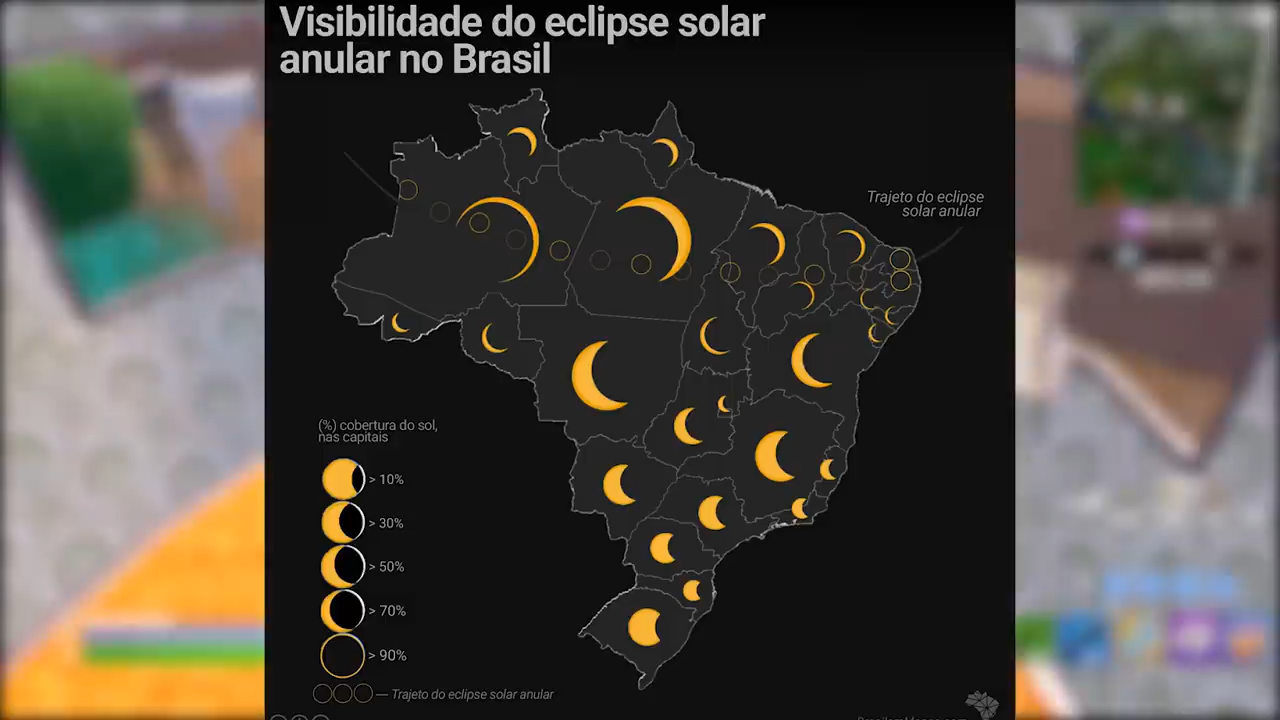 Visibilidade do eclipse solar
anular no Brasil
Trajeto do eclipse
solar anular
(%) cobertura do sol,
nas capitais
> 10%
> 30%
> 50%
> 70%
> 90%
Trajeto do eclipse solar anular